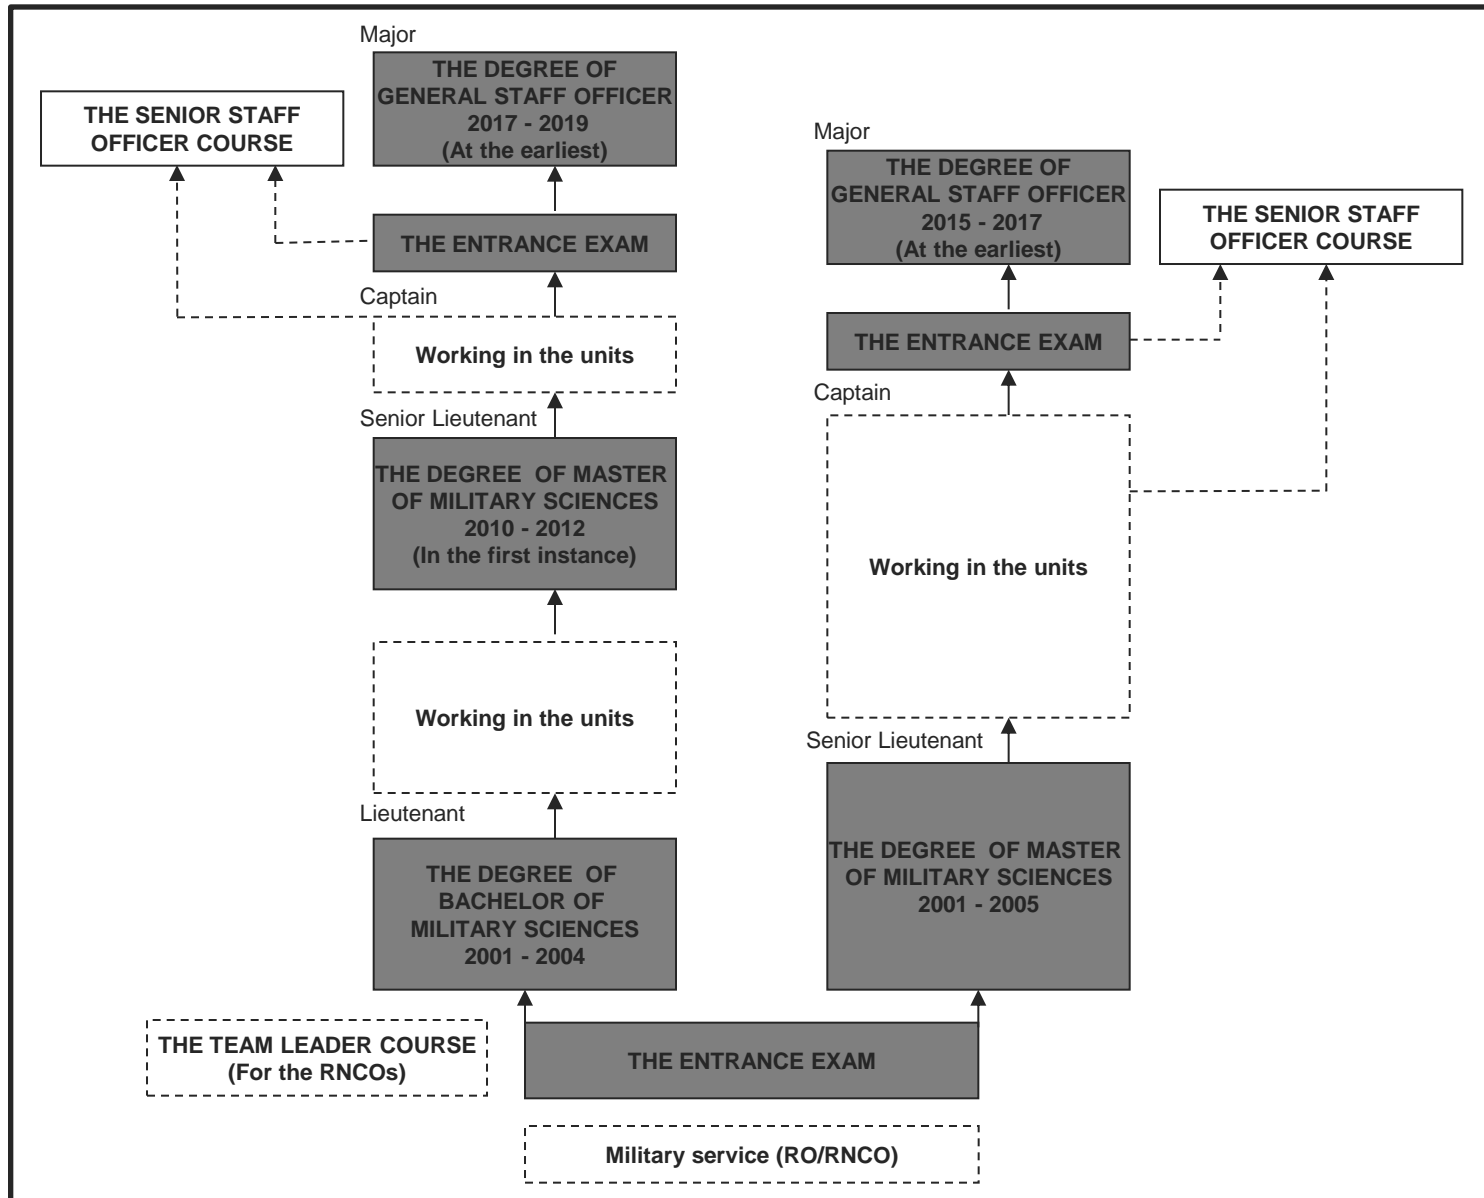 Major
THE DEGREE OF
GENERAL STAFF OFFICER
2017 - 2019
(At the earliest)
THE SENIOR STAFF
OFFICER COURSE
THE ENTRANCE EXAM
Captain
Working in the units
Senior Lieutenant
THE DEGREE OF MASTER
OF MILITARY SCIENCES
2010 - 2012
(In the first instance)
Working in the units
Lieutenant
THE DEGREE OF
BACHELOR OF
MILITARY SCIENCES
2001 - 2004
Major
THE DEGREE OF
GENERAL STAFF OFFICER
2015 - 2017
(At the earliest)
THE SENIOR STAFF
OFFICER COURSE
THE ENTRANCE EXAM
Captain
Working in the units
Senior Lieutenant
THE DEGREE OF MASTER
OF MILITARY SCIENCES
2001 - 2005
THE TEAM LEADER COURSE
(For the RNCOs)
THE ENTRANCE EXAM
Military service (RO/RNCO)